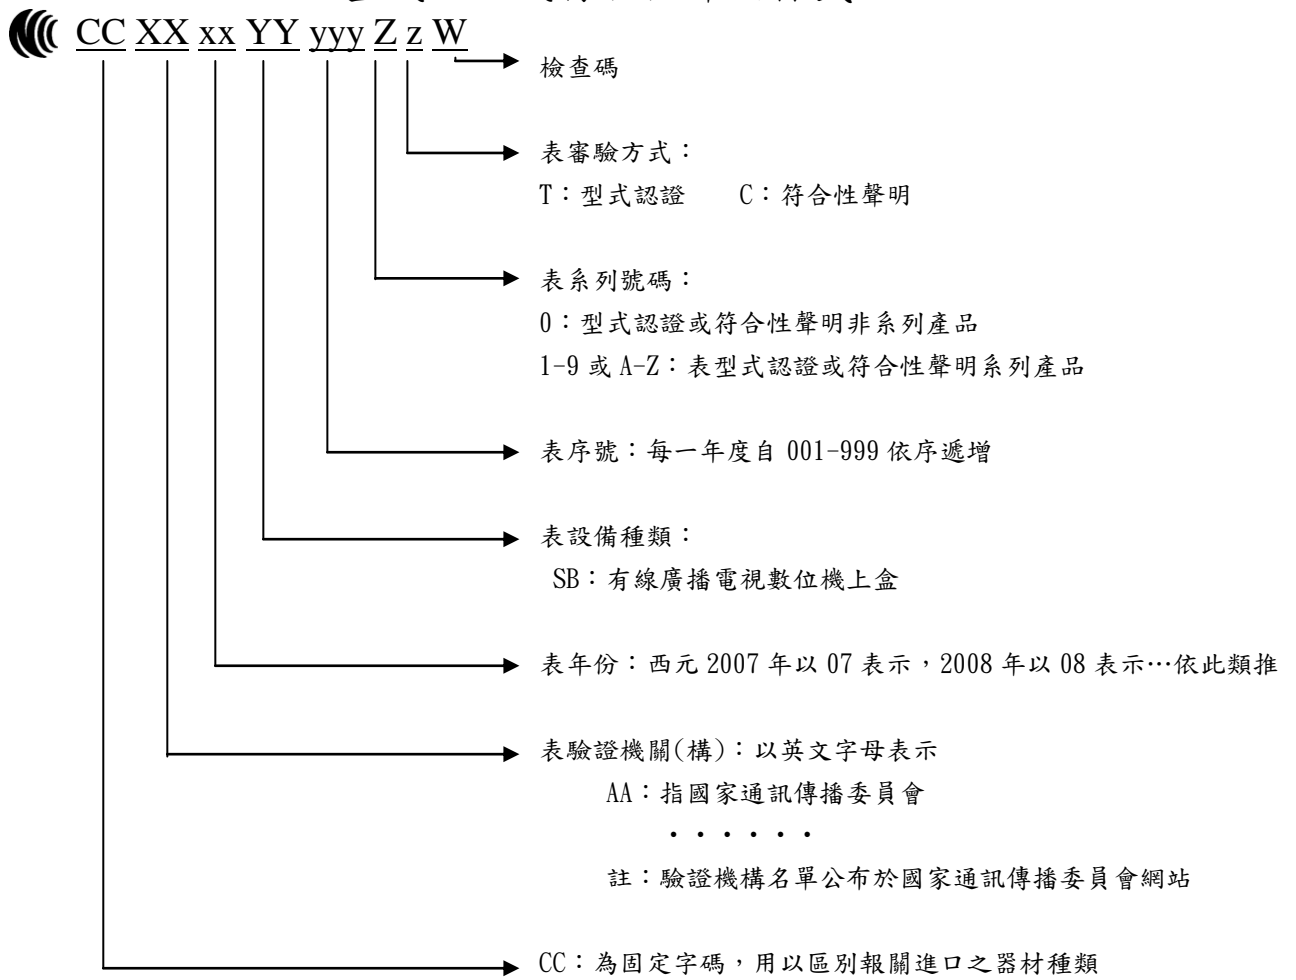 CC XX xx YY yyy Z z W
檢查碼
表審驗方式：
T：型式認證 C：符合性聲明
表系列號碼：
0：型式認證或符合性聲明非系列產品
1-9 或 A-Z：表型式認證或符合性聲明系列產品
表序號：每一年度自 001-999 依序遞增
表設備種類：
SB：有線廣播電視數位機上盒
表年份：西元 2007 年以 07 表示，2008 年以 08 表示…依此類推
表驗證機關(構)：以英文字母表示
AA：指國家通訊傳播委員會
・・・・・・
註：驗證機構名單公布於國家通訊傳播委員會網站
CC：為固定字碼，用以區別報關進口之器材種類